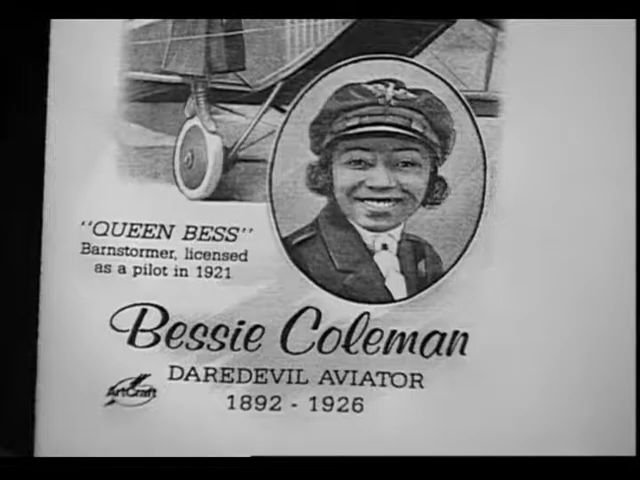 "QUEEN BESS"
Barnstormer, licensed
as a pilot in 1921
Bessie Coleman
DAREDEVIL AVIATOR
ArtCraft
1892 - 1926